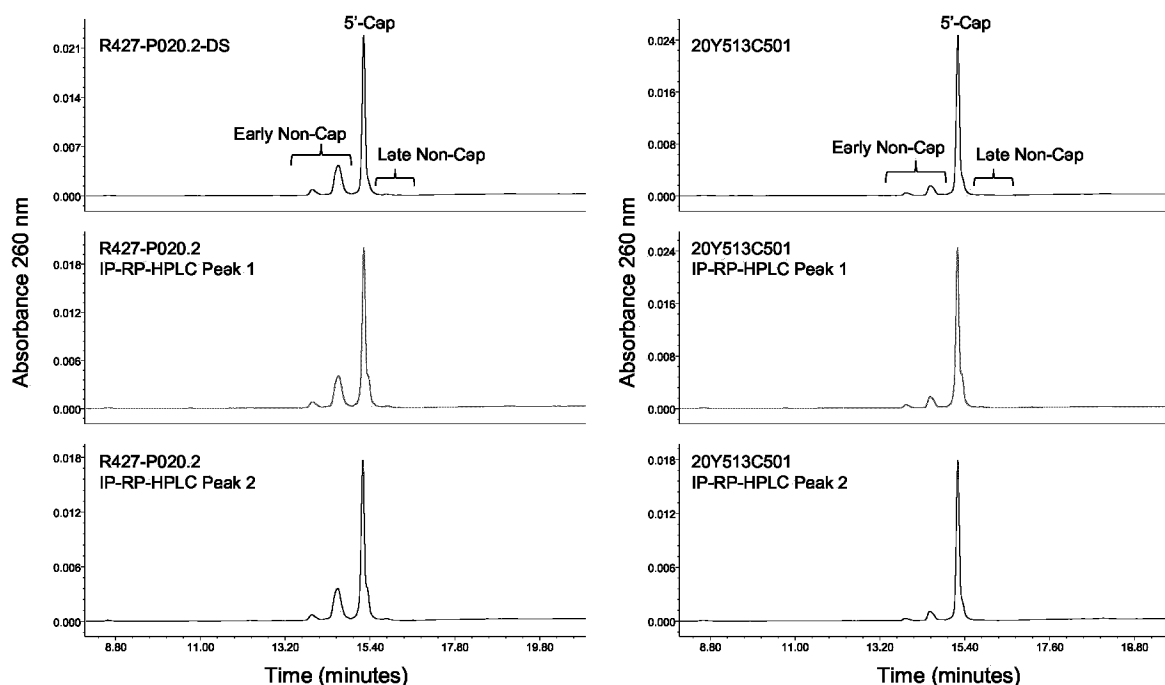 R427-P020.2-DS
5'-Cap
Early Non-Cap
Late Non-Cap
0.021
0.014
0.007
0.000
R427-P020.2
IP-RP-HPLC Peak 1
0.018
0.012
0.006
0.000
R427-P020.2
IP-RP-HPLC Peak 2
0.018
0.012
0.006
0.000
8.80 11.00 13.20 15.40 17.80 19.80
Time (minutes)
Absorbance 260 nm
20Y513C501
5'-Cap
Early Non-Cap
Late Non-Cap
0.024
0.016
0.008
0.000
20Y513C501
IP-RP-HPLC Peak 1
0.024
0.016
0.008
0.000
20Y513C501
IP-RP-HPLC Peak 2
0.018
0.012
0.006
0.000
8.80 11.00 13.20 15.40 17.60 19.80
Time (minutes)
Absorbance 260 nm